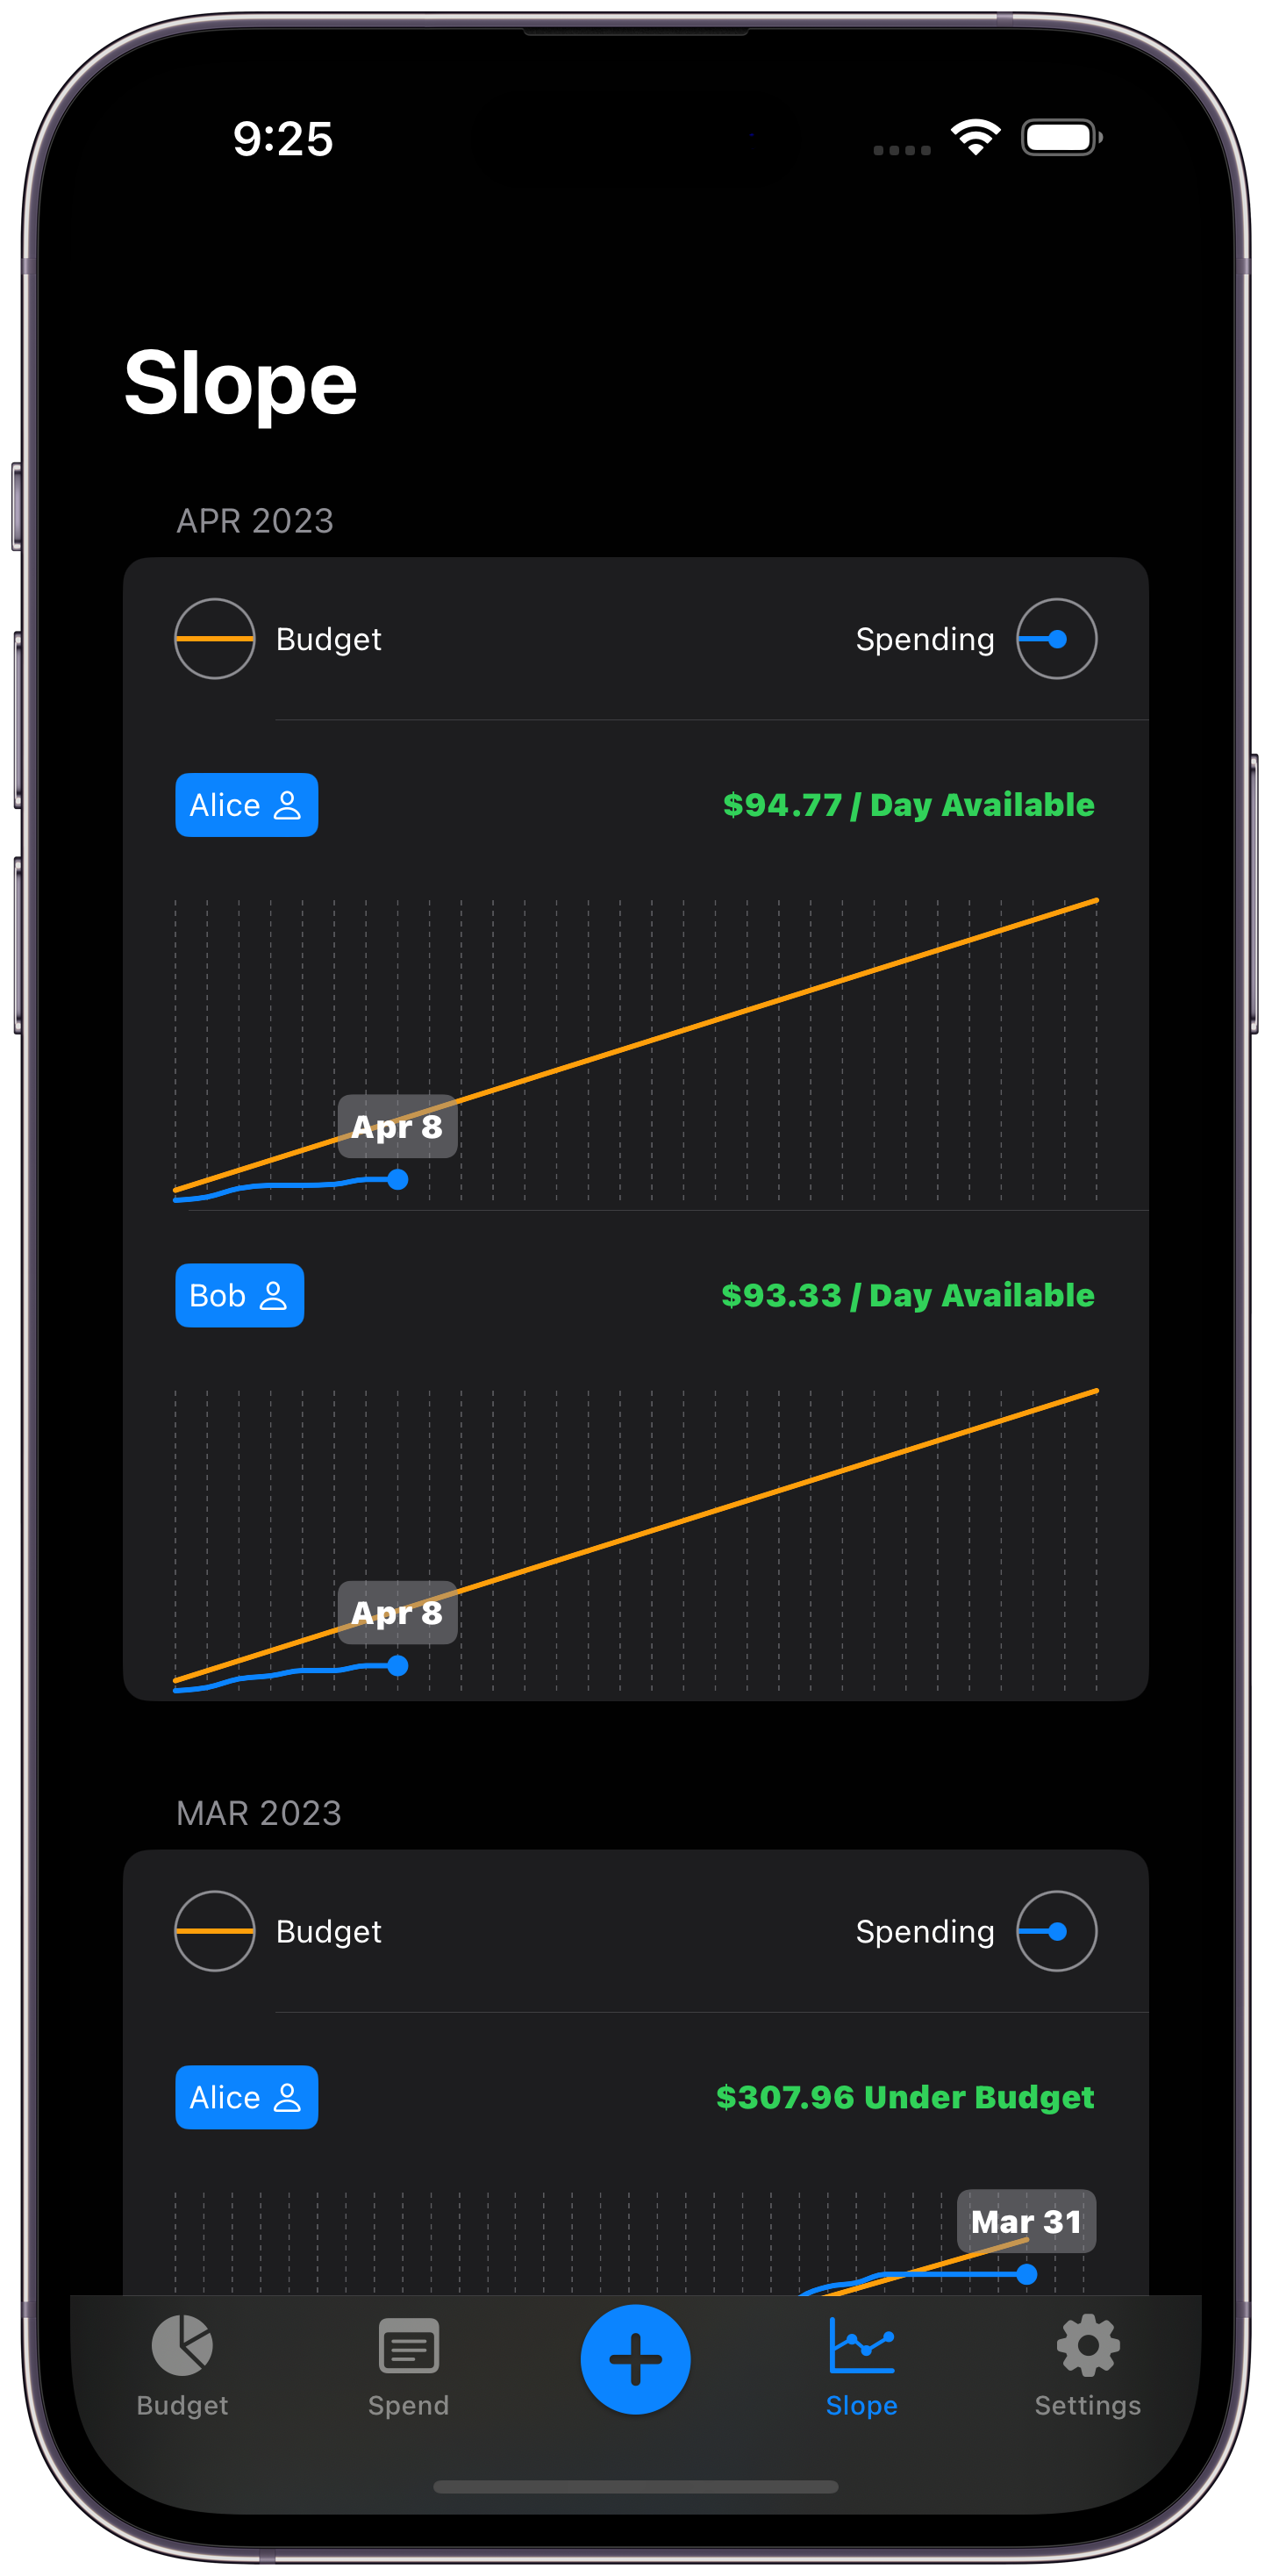 9:25
Slope
APR 2023
Budget Spending
Alice $94.77 / Day Available
Apr 8
Bob $93.33 / Day Available
Apr 8
MAR 2023
Budget Spending
Alice $307.96 Under Budget
Mar 31
Budget Spend Slope Settings